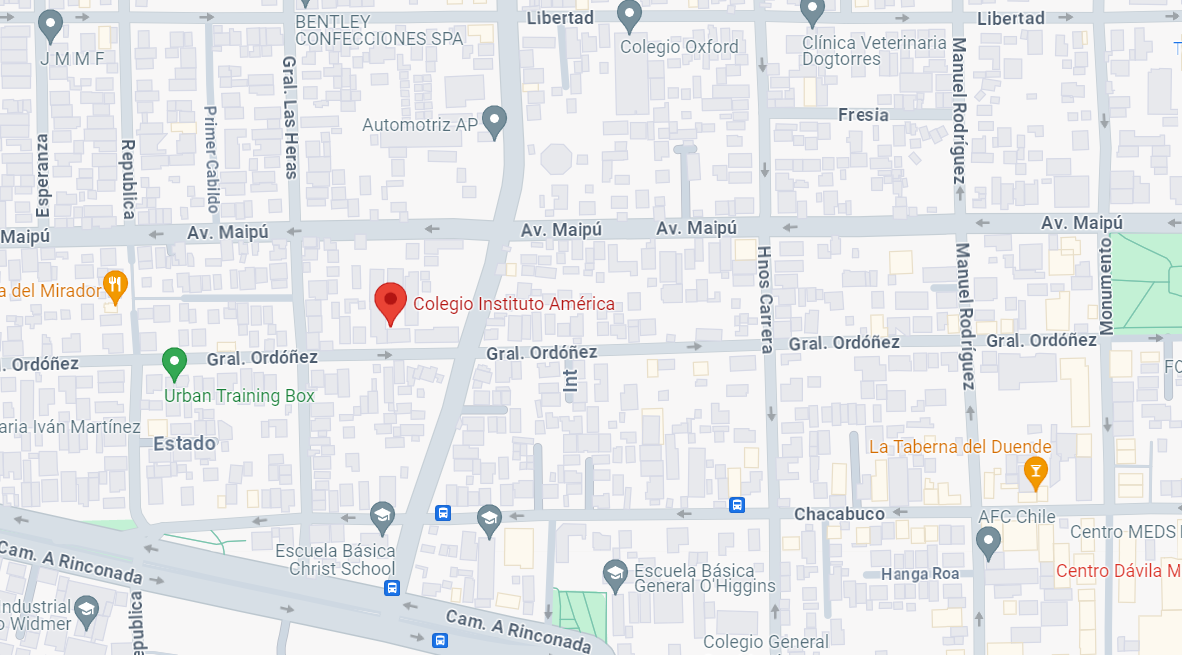 Libertad
Libertad
BENTLEY
CONFECCIONES SPA
J M M F
Colegio Oxford
Clínica Veterinaria
Dogtorres
Gral. Las Heras
Manuel Rodríguez
Fresia
Automotriz AP
Primer Cabildo
Esperanza
Republica
Maipú
Av. Maipú
Av. Maipú
Av. Maipú
Av. Maipú
a del Mirador
Colegio Instituto América
Hnos Carrera
Manuel Rodríguez
Monumento
l. Ordóñez
Gral. Ordóñez
Gral. Ordóñez
Gral. Ordóñez
Gral. Ordóñez
Int
FC
Urban Training Box
aria Iván Martínez
Estado
La Taberna del Duende
Chacabuco
AFC Chile
Centro MEDS
Cam. A Rinconada
Escuela Básica
Christ School
Escuela Básica
General O'Higgins
Hanga Roa
Centro Dávila M
ndustrial
o Widmer
epublica
Cam. A Rinconada
Colegio General